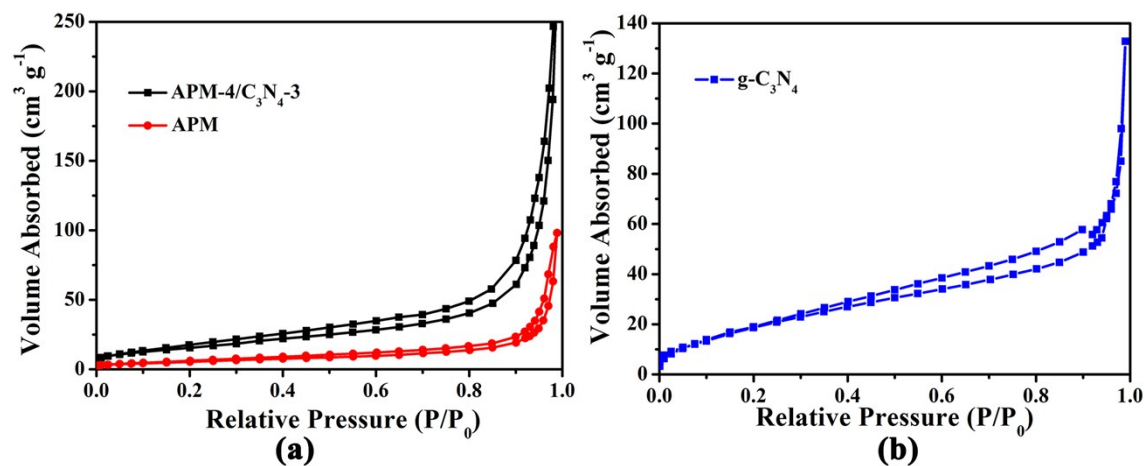 250
200
150
100
50
0
Volume Absorbed (cm³ g⁻¹)
APM-4/C₃N₄-3
APM
0.0 0.2 0.4 0.6 0.8 1.0
Relative Pressure (P/P₀)
(a)
140
120
100
80
60
40
20
0
Volume Absorbed (cm³ g⁻¹)
g-C₃N₄
0.0 0.2 0.4 0.6 0.8 1.0
Relative Pressure (P/P₀)
(b)